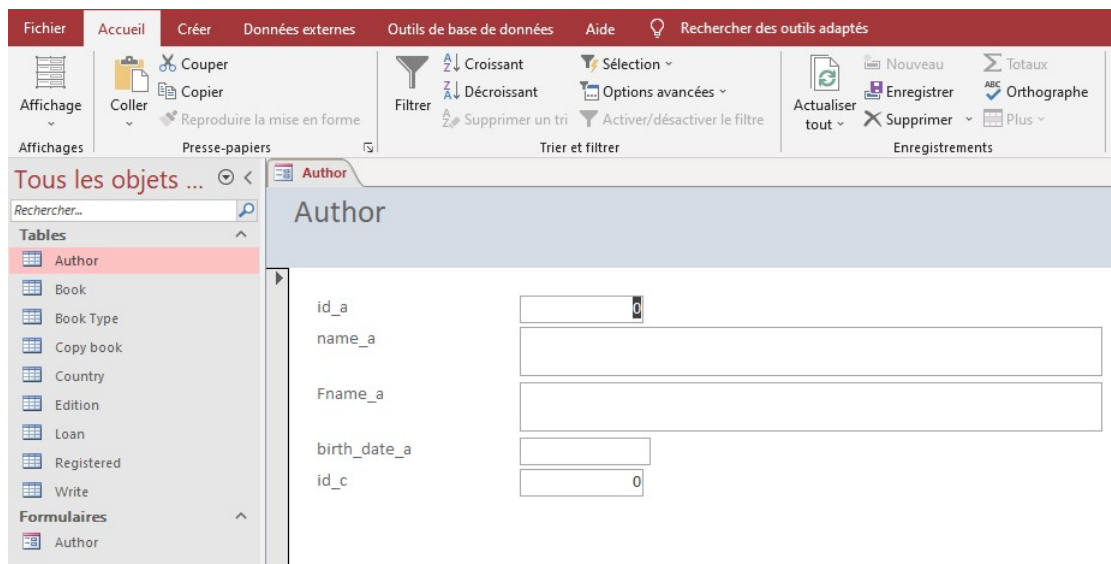 Fichier Accueil Créer Données externes Outils de base de données Aide Rechercher des outils adaptés
Affichage
Affichages
Coller
Couper
Copier
Reproduire la mise en forme
Presse-papiers
Filtrer
Croissant
Décroissant
Supprimer un tri
Sélection
Options avancées
Activer/désactiver le filtre
Trier et filtrer
Actualiser
tout
Nouveau
Enregistrer
Supprimer
Totaux
Orthographe
Plus
Enregistrements
Tous les objets ...
Rechercher...
Tables
Author
Book
Book Type
Copy book
Country
Edition
Loan
Registered
Write
Formulaires
Author
Author
Author
id_a 0
name_a
Fname_a
birth_date_a
id_c 0